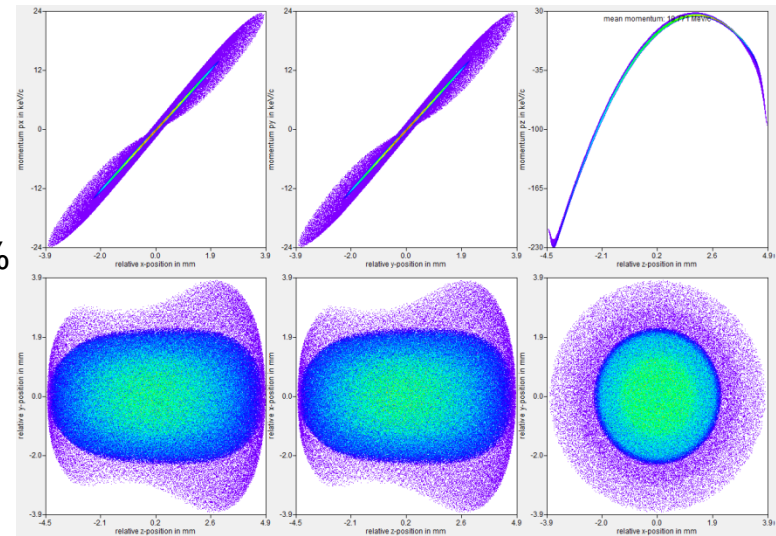 24
12
0
-12
-24
momentum px in keV/c
-3.9 -2.0 0.0 1.9 3.9
relative x-position in mm
24
12
0
-12
-24
momentum py in keV/c
-3.9 -2.0 0.0 1.9 3.9
relative y-position in mm
mean momentum: MeV/c
30
-35
-100
-165
-230
momentum pz in keV/c
-4.5 -2.1 0.2 2.6 4.9
relative z-position in mm
%
3.9
1.9
0.0
-2.0
-3.9
relative y-position in mm
-4.5 -2.1 0.2 2.6 4.9
relative z-position in mm
3.9
1.9
0.0
-2.0
-3.9
relative x-position in mm
-4.5 -2.1 0.2 2.6 4.9
relative z-position in mm
3.9
1.9
0.0
-2.0
-3.9
relative y-position in mm
-3.9 -2.0 0.0 1.9 3.9
relative x-position in mm